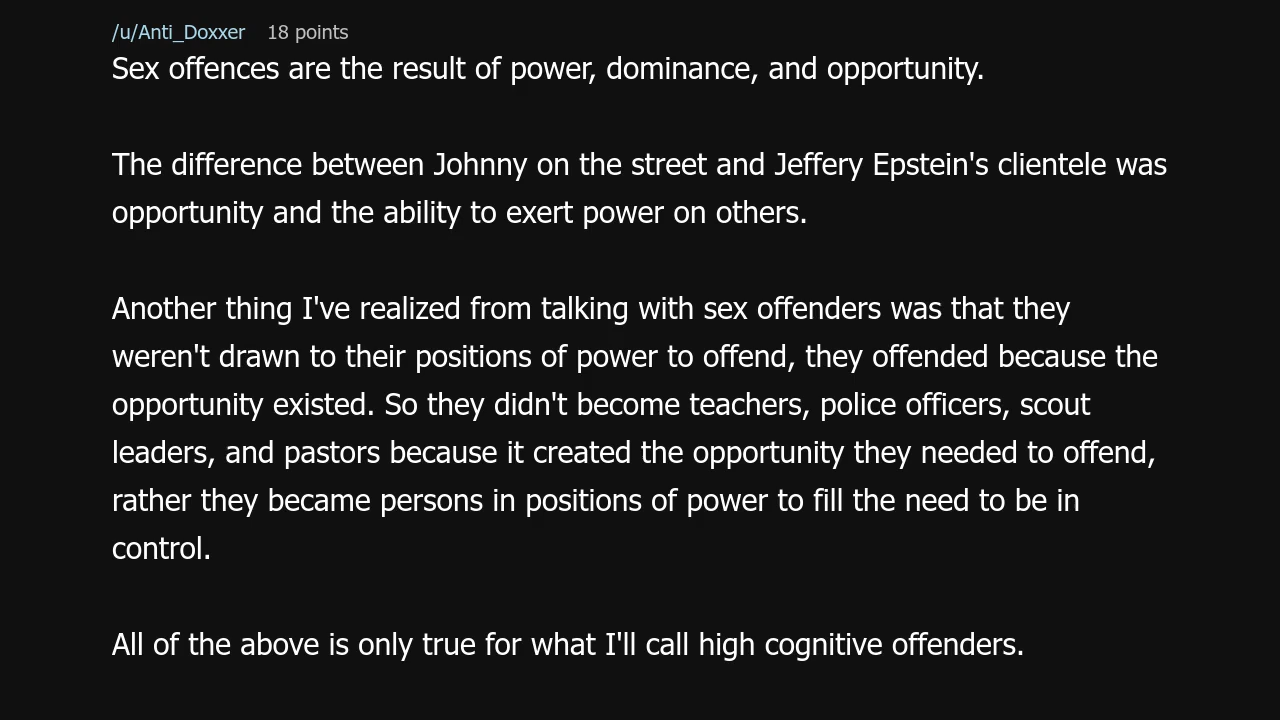 /u/Anti_Doxxer 18 points
Sex offences are the result of power, dominance, and opportunity.
The difference between Johnny on the street and Jeffery Epstein's clientele was
opportunity and the ability to exert power on others.
Another thing I've realized from talking with sex offenders was that they
weren't drawn to their positions of power to offend, they offended because the
opportunity existed. So they didn't become teachers, police officers, scout
leaders, and pastors because it created the opportunity they needed to offend,
rather they became persons in positions of power to fill the need to be in
control.
All of the above is only true for what I'll call high cognitive offenders.